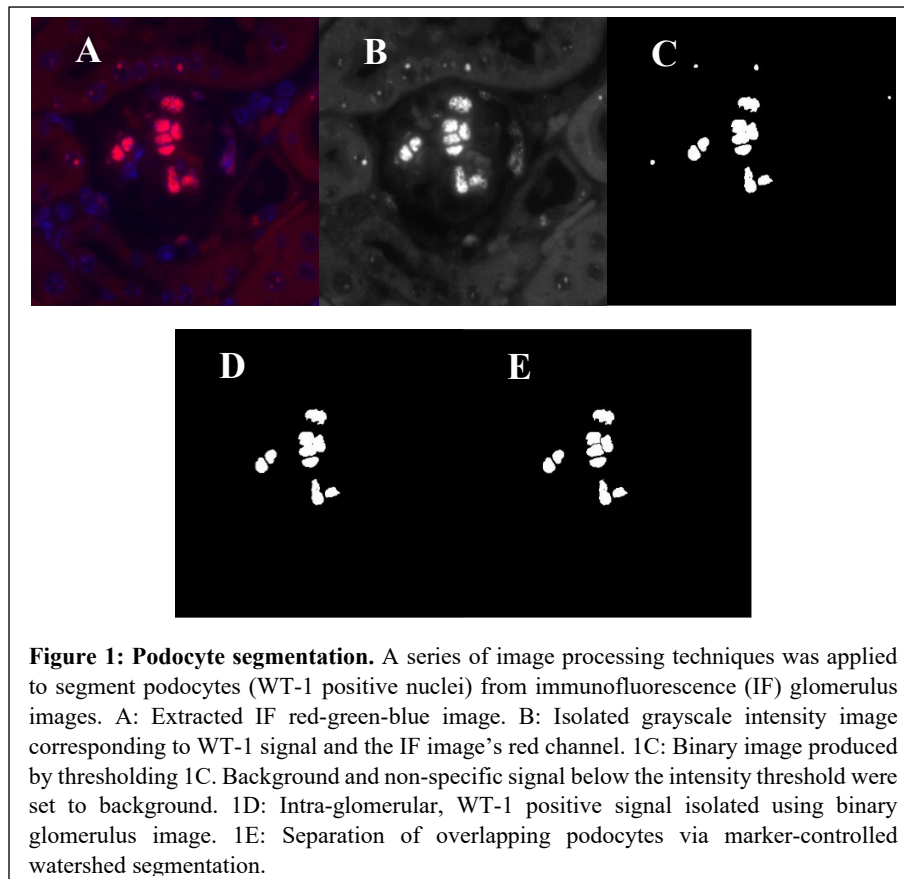 A
B
C
D
E
Figure 1: Podocyte segmentation. A series of image processing techniques was applied
to segment podocytes (WT-1 positive nuclei) from immunofluorescence (IF) glomerulus
images. A: Extracted IF red-green-blue image. B: Isolated grayscale intensity image
corresponding to WT-1 signal and the IF image's red channel. 1C: Binary image produced
by thresholding 1C. Background and non-specific signal below the intensity threshold were
set to background. 1D: Intra-glomerular, WT-1 positive signal isolated using binary
glomerulus image. 1E: Separation of overlapping podocytes via marker-controlled
watershed segmentation.